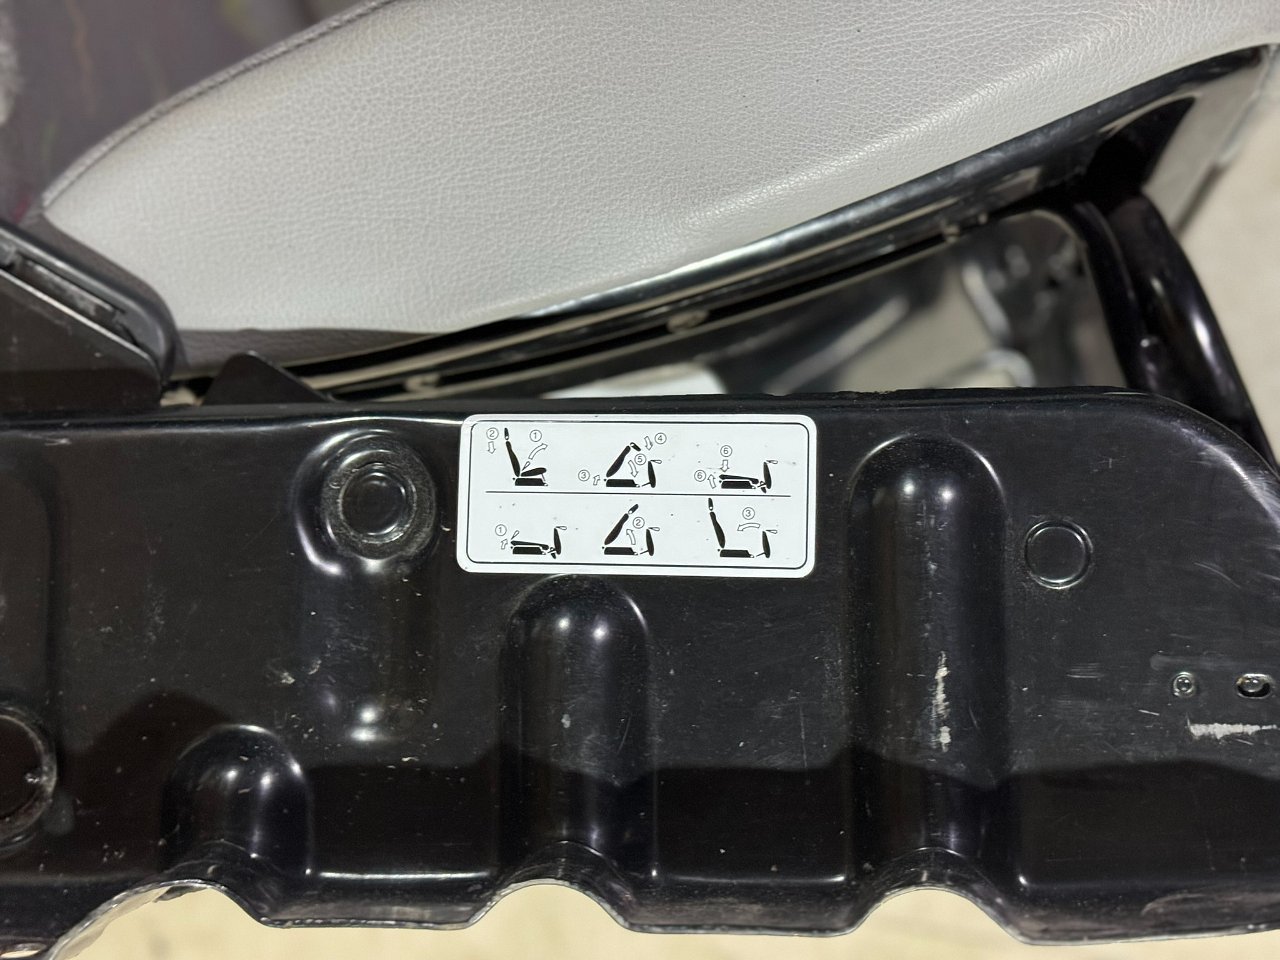 ② ① ④
③ ⑤ ⑥
⑥
① ② ③